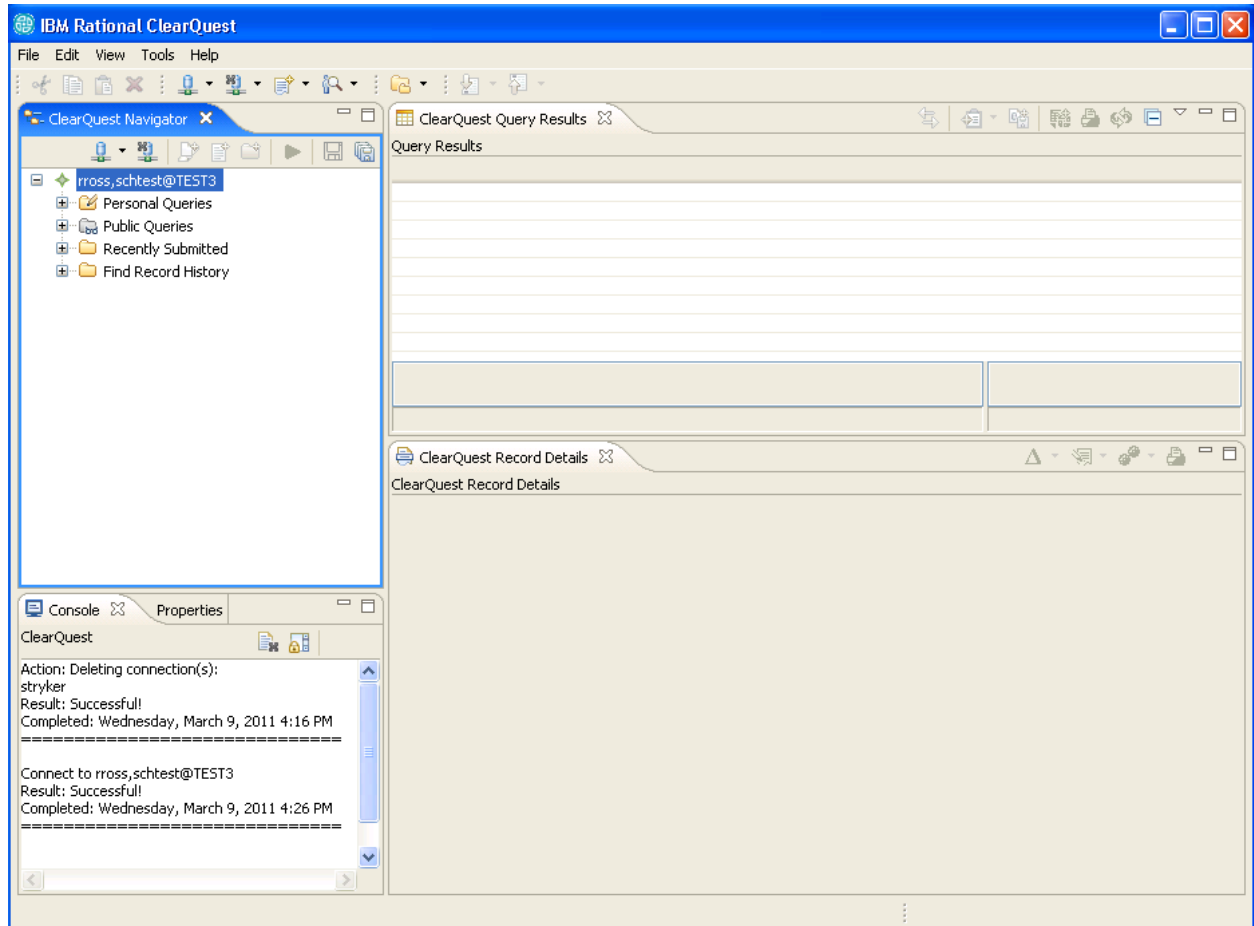 IBM Rational ClearQuest
File Edit View Tools Help
ClearQuest Navigator
rross,schtest@TEST3
Personal Queries
Public Queries
Recently Submitted
Find Record History
ClearQuest Query Results
Query Results
ClearQuest Record Details
ClearQuest Record Details
Console Properties
ClearQuest
Action: Deleting connection(s):
stryker
Result: Successful!
Completed: Wednesday, March 9, 2011 4:16 PM
================================
Connect to rross,schtest@TEST3
Result: Successful!
Completed: Wednesday, March 9, 2011 4:26 PM
================================